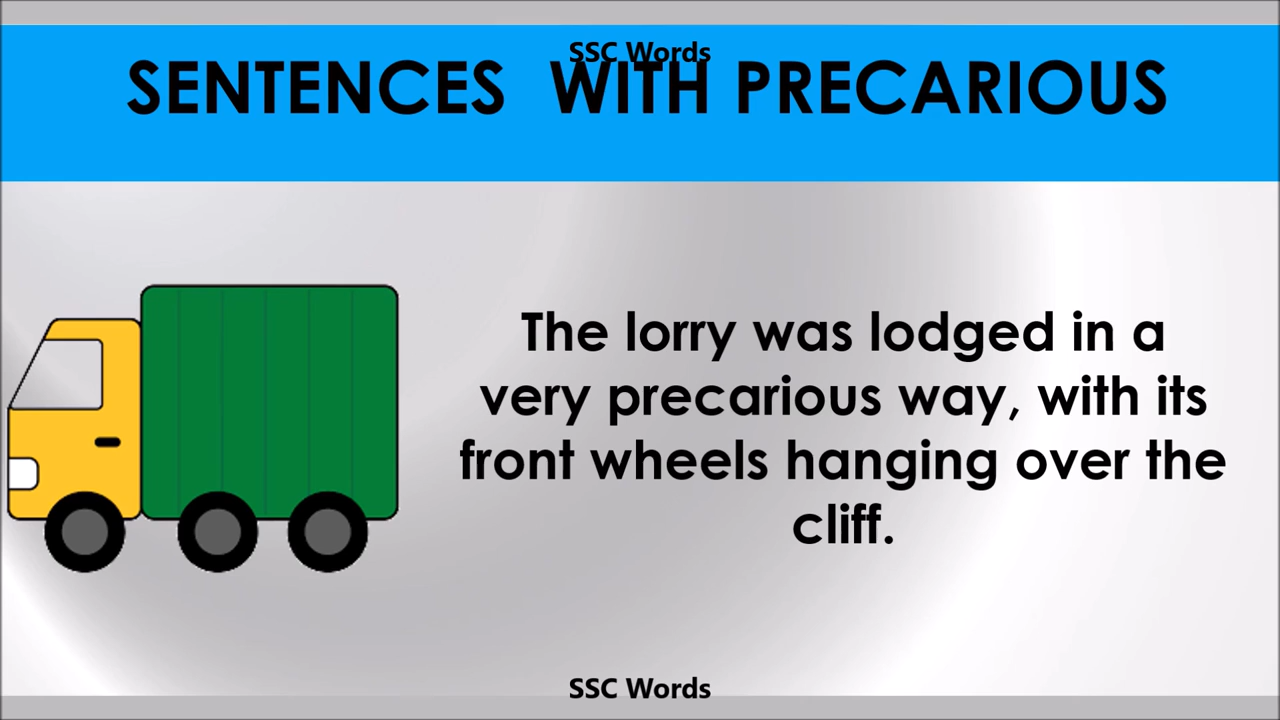 SSC Words
SENTENCES WITH PRECARIOUS
The lorry was lodged in a
very precarious way, with its
front wheels hanging over the
cliff.
SSC Words